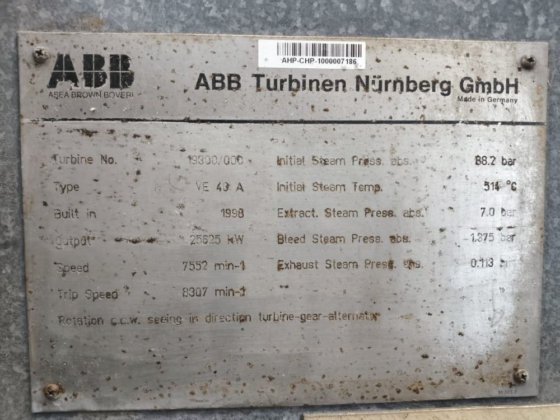 AHP-CHP-1000007186
ABB
ASEA BROWN BOVERI
ABB Turbinen Nürnberg GmbH
Made in Germany
Turbine No. 19300/000 Initial Steam Press. abs. 88.2 bar
Type VE 43 A Initial Steam Temp. 514 °C
Built in 1998 Extract. Steam Press. abs. 7.0 bar
Output 25625 kW Bleed Steam Press. abs. 1.375 bar
Speed 7552 min-1 Exhaust Steam Press. abs. 0.113
Trip Speed 8307 min-1
Rotation c.c.w. seeing in direction turbine-gear-alternator